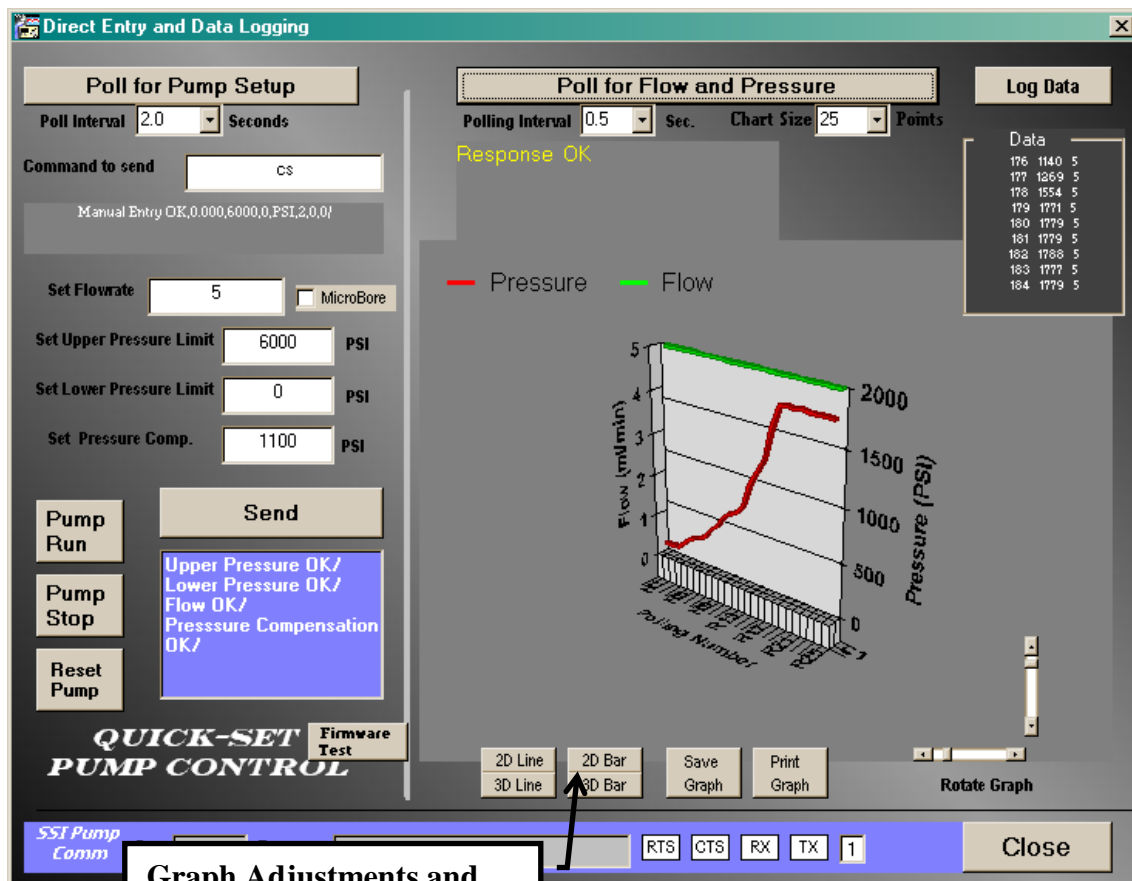 Direct Entry and Data Logging
Poll for Pump Setup
Poll Interval 2.0 Seconds
Command to send cs
Manual Entry OK,0.000,6000,0,PSI,2,0,0/
Set Flowrate 5 MicroBore
Set Upper Pressure Limit 6000 PSI
Set Lower Pressure Limit 0 PSI
Set Pressure Comp. 1100 PSI
Pump Run
Pump Stop
Reset Pump
Send
Upper Pressure OK/
Lower Pressure OK/
Flow OK/
Presssure Compensation
OK/
QUICK-SET
PUMP CONTROL
Firmware
Test
Poll for Flow and Pressure
Polling Interval 0.5 Sec. Chart Size 25 Points
Response OK
Log Data
Data
176 1140 5
177 1269 5
178 1554 5
179 1771 5
180 1779 5
181 1779 5
182 1788 5
183 1777 5
184 1779 5
Pressure Flow
5
4
3
2
1
0
Flow (ml/min)
2000
1500
1000
500
0
Pressure (PSI)
Polling Number
2D Line 2D Bar
3D Line 3D Bar
Save
Graph
Print
Graph
Rotate Graph
SSI Pump
Comm
RTS CTS RX TX 1
Close
Graph Adjustments and